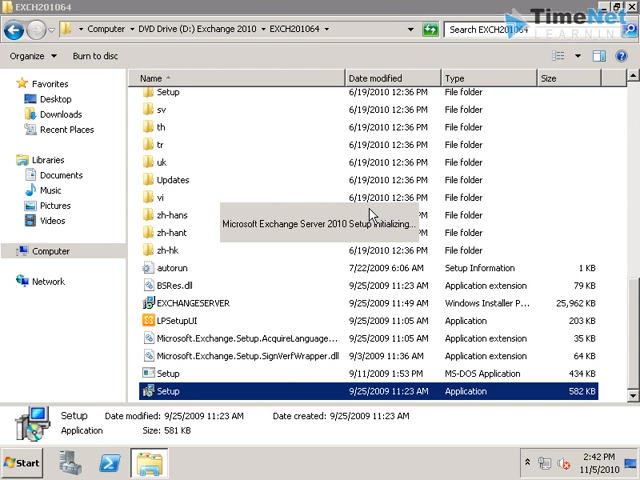 EXCH201064
TimeNet
LEARNING
Computer ▸ DVD Drive (D:) Exchange 2010 ▸ EXCH201064 ▸
Search EXCH201064
Organize ▾ Burn to disc
Name Date modified Type Size
Favorites
Desktop
Downloads
Recent Places
Libraries
Documents
Music
Pictures
Videos
Computer
Network
Setup 6/19/2010 12:36 PM File folder
sv 6/19/2010 12:36 PM File folder
th 6/19/2010 12:36 PM File folder
tr 6/19/2010 12:36 PM File folder
uk 6/19/2010 12:36 PM File folder
Updates 6/19/2010 12:36 PM File folder
vi 6/19/2010 12:36 PM File folder
zh-hans File folder
zh-hant File folder
zh-hk 6/19/2010 12:36 PM File folder
Microsoft Exchange Server 2010 Setup Initializing...
autorun 7/22/2009 6:06 AM Setup Information 1 KB
BSRes.dll 9/25/2009 11:23 AM Application extension 79 KB
EXCHANGESERVER 9/25/2009 11:49 AM Windows Installer P... 25,962 KB
LPSetupUI 9/25/2009 11:05 AM Application 203 KB
Microsoft.Exchange.Setup.AcquireLanguage... 9/25/2009 11:05 AM Application extension 35 KB
Microsoft.Exchange.Setup.SignVerfWrapper.dll 9/3/2009 11:36 AM Application extension 64 KB
Setup 9/11/2009 1:53 PM MS-DOS Application 434 KB
Setup 9/25/2009 11:23 AM Application 582 KB
Setup Date modified: 9/25/2009 11:23 AM Date created: 9/25/2009 11:23 AM
Application Size: 581 KB
Start
2:42 PM
11/5/2010